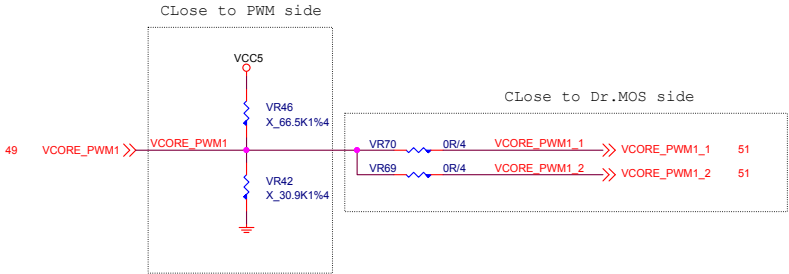 CLose to PWM side
VCC5
VR46
X_66.5K1%4
CLose to Dr.MOS side
49 VCORE_PWM1 VCORE_PWM1 VR70 0R/4 VCORE_PWM1_1 VCORE_PWM1_1 51
VR69 0R/4 VCORE_PWM1_2 VCORE_PWM1_2 51
VR42
X_30.9K1%4